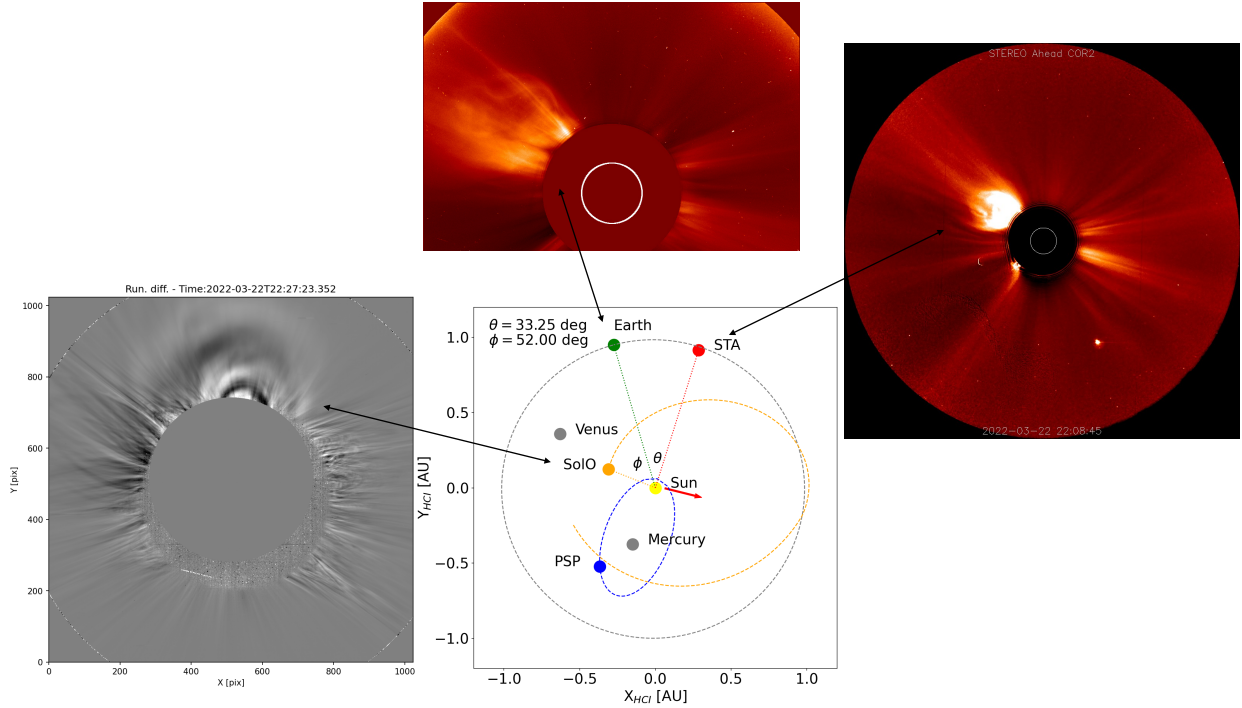 STEREO Ahead COR2
2022-03-22 22:08:45
Run. diff. - Time:2022-03-22T22:27:23.352
1000
800
600
400
200
0
Y [pix]
0
200
400
600
800
1000
X [pix]
θ = 33.25 deg
ϕ = 52.00 deg
Earth
STA
Venus
SolO
ϕ
θ
Sun
Mercury
PSP
1.0
0.5
0.0
−0.5
−1.0
Y_HCI [AU]
−1.0
−0.5
0.0
0.5
1.0
X_HCI [AU]